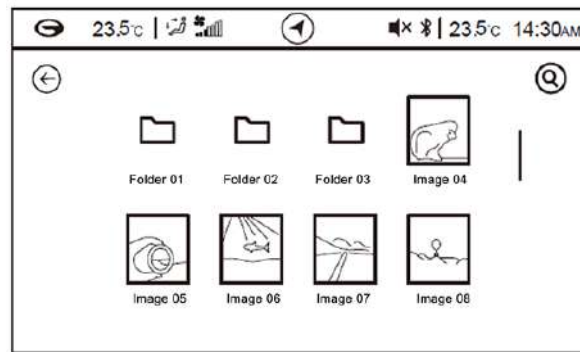 23.5℃ | 23.5℃ 14:30AM
Folder 01 Folder 02 Folder 03 Image 04
Image 05 Image 06 Image 07 Image 08